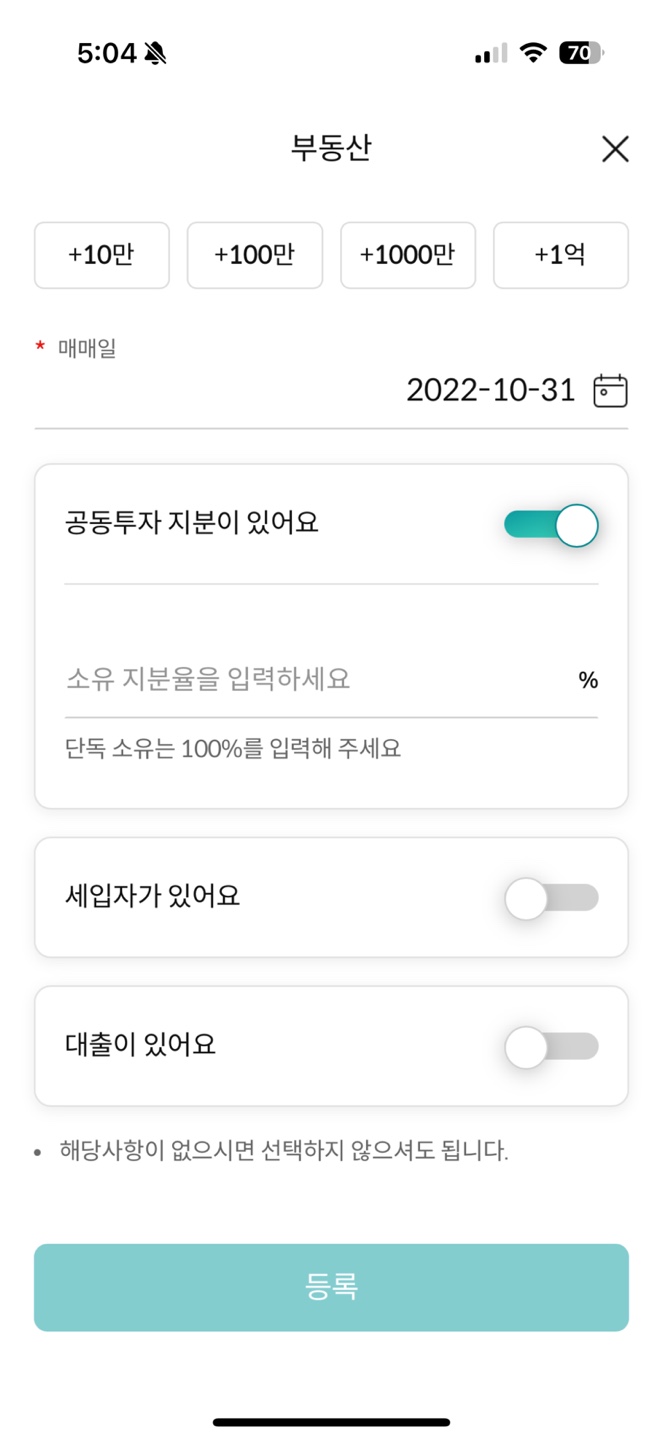 5:04
70
부동산
+10만 +100만 +1000만 +1억
* 매매일
2022-10-31
공동투자 지분이 있어요
소유 지분율을 입력하세요 %
단독 소유는 100%를 입력해 주세요
세입자가 있어요
대출이 있어요
• 해당사항이 없으시면 선택하지 않으셔도 됩니다.
등록